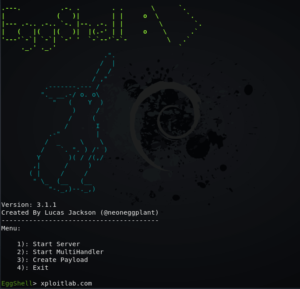 Version: 3.1.1
Created By Lucas Jackson (@neoneggplant)
-----------------------------------------
Menu:
1): Start Server
2): Start MultiHandler
3): Create Payload
4): Exit
EggShell> xploitlab.com